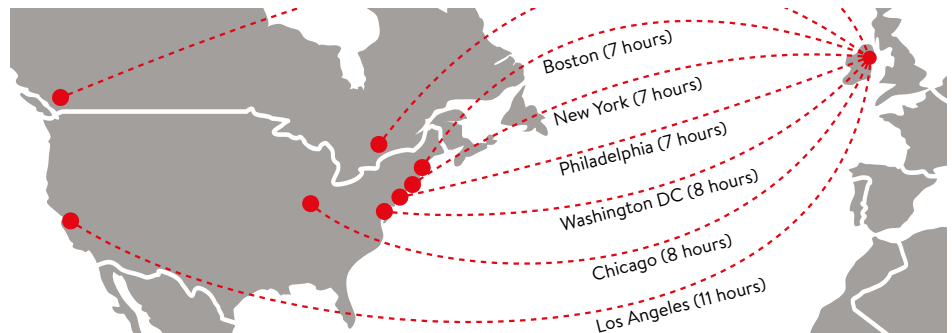 Boston (7 hours)
New York (7 hours)
Philadelphia (7 hours)
Washington DC (8 hours)
Chicago (8 hours)
Los Angeles (11 hours)